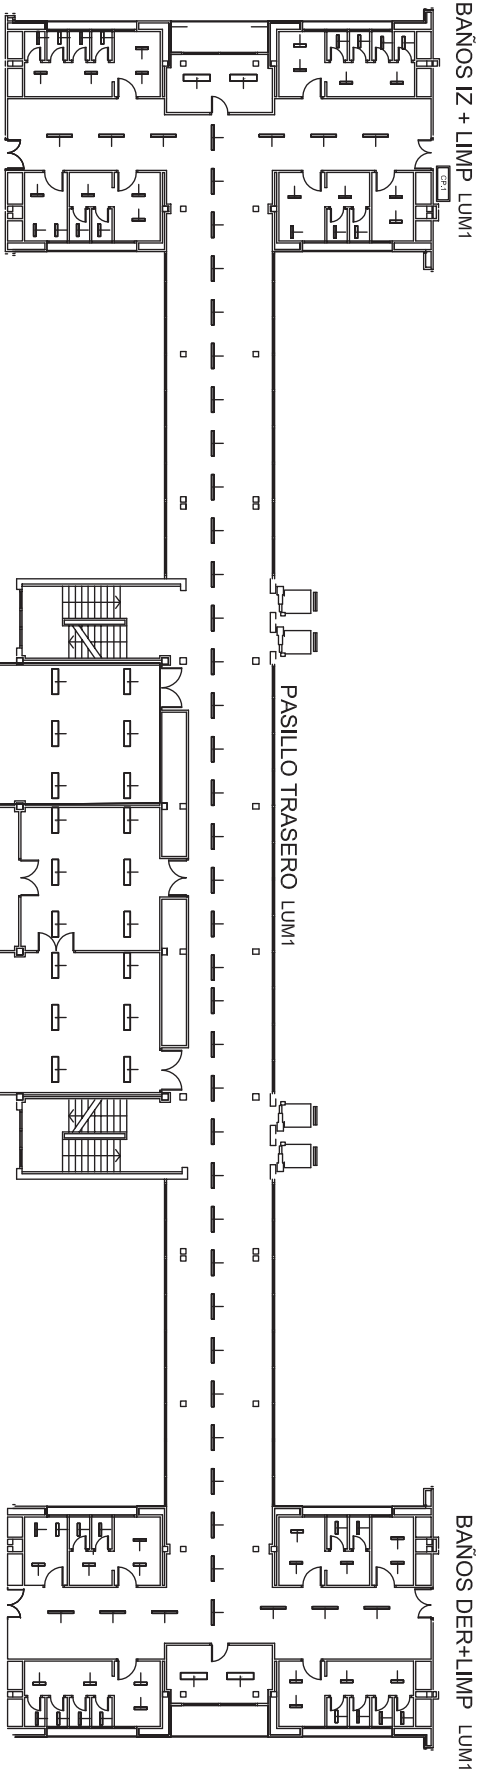 BAÑOS IZ + LIMP LUM1
CP-1
PASILLO TRASERO LUM1
BAÑOS DER+LIMP LUM1